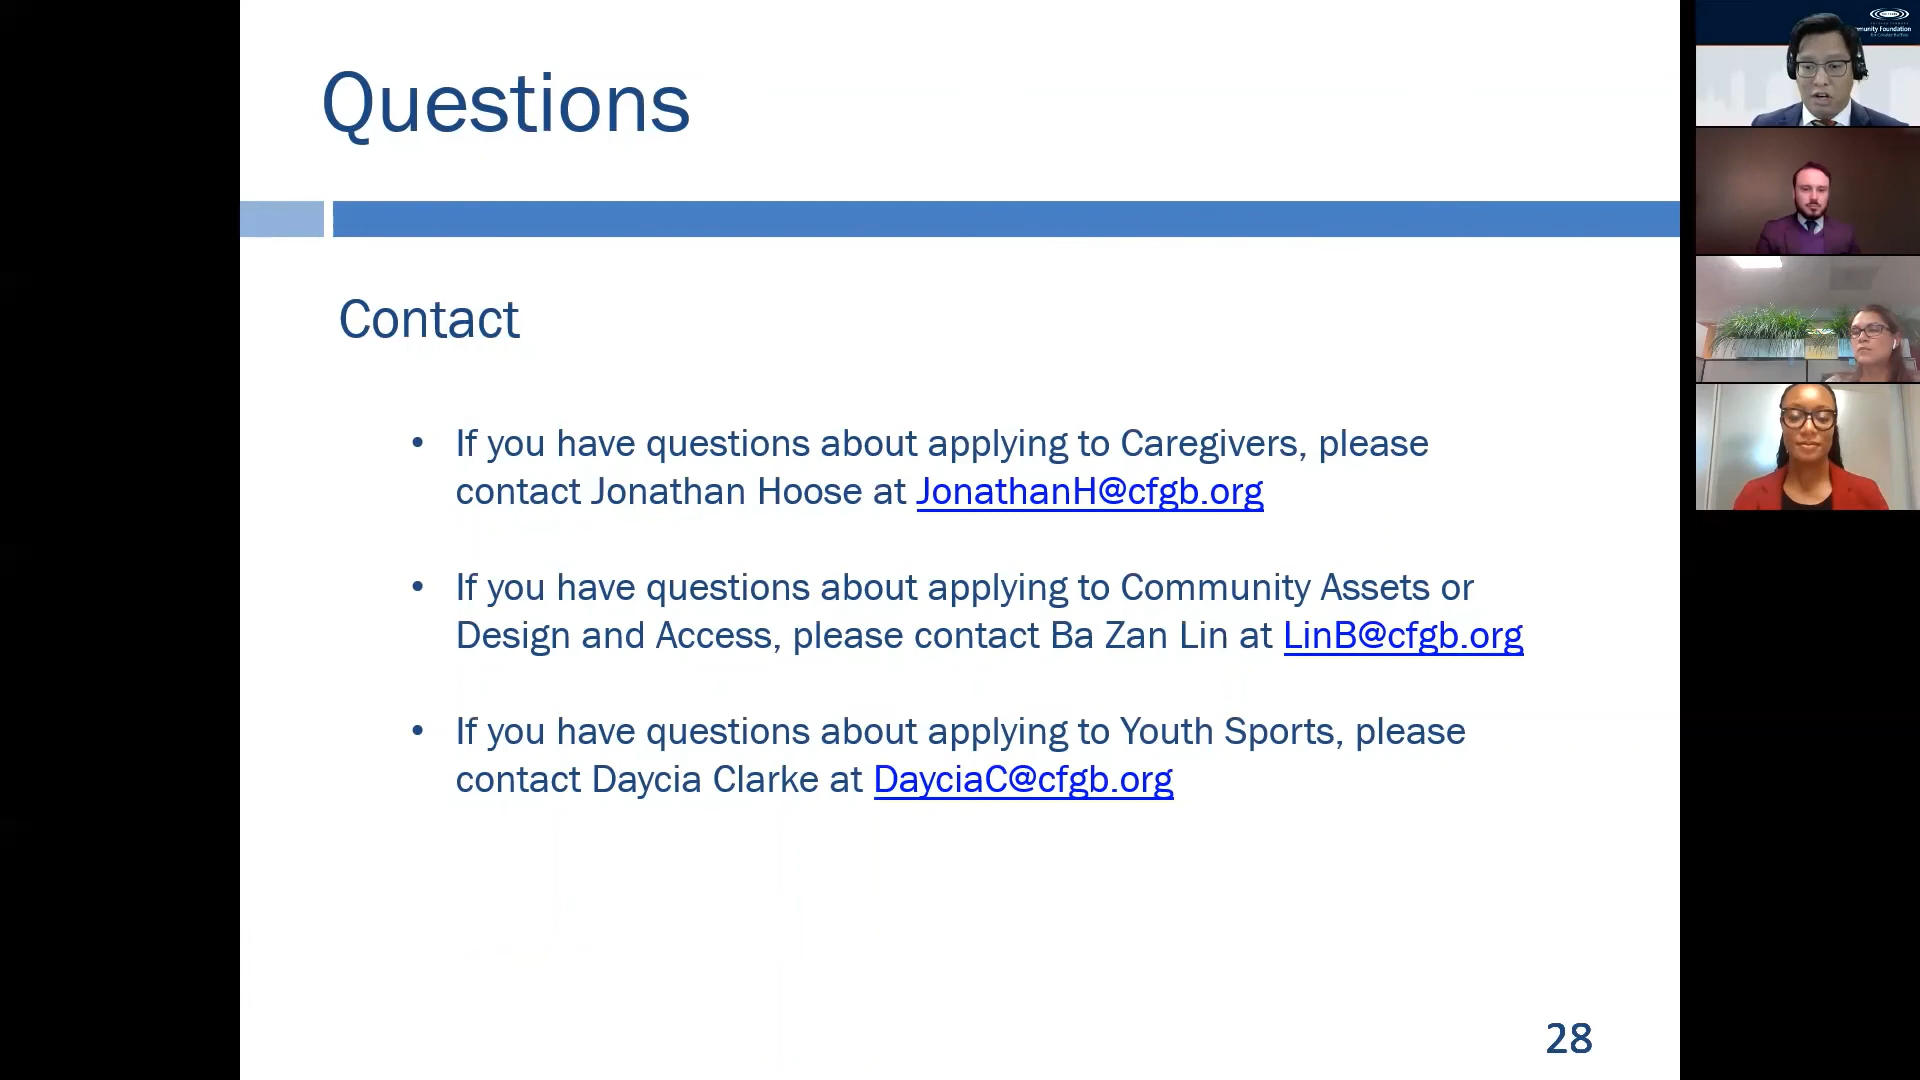 Questions
Contact
• If you have questions about applying to Caregivers, please
contact Jonathan Hoose at JonathanH@cfgb.org
• If you have questions about applying to Community Assets or
Design and Access, please contact Ba Zan Lin at LinB@cfgb.org
• If you have questions about applying to Youth Sports, please
contact Daycia Clarke at DayciaC@cfgb.org
28
munity Foundation